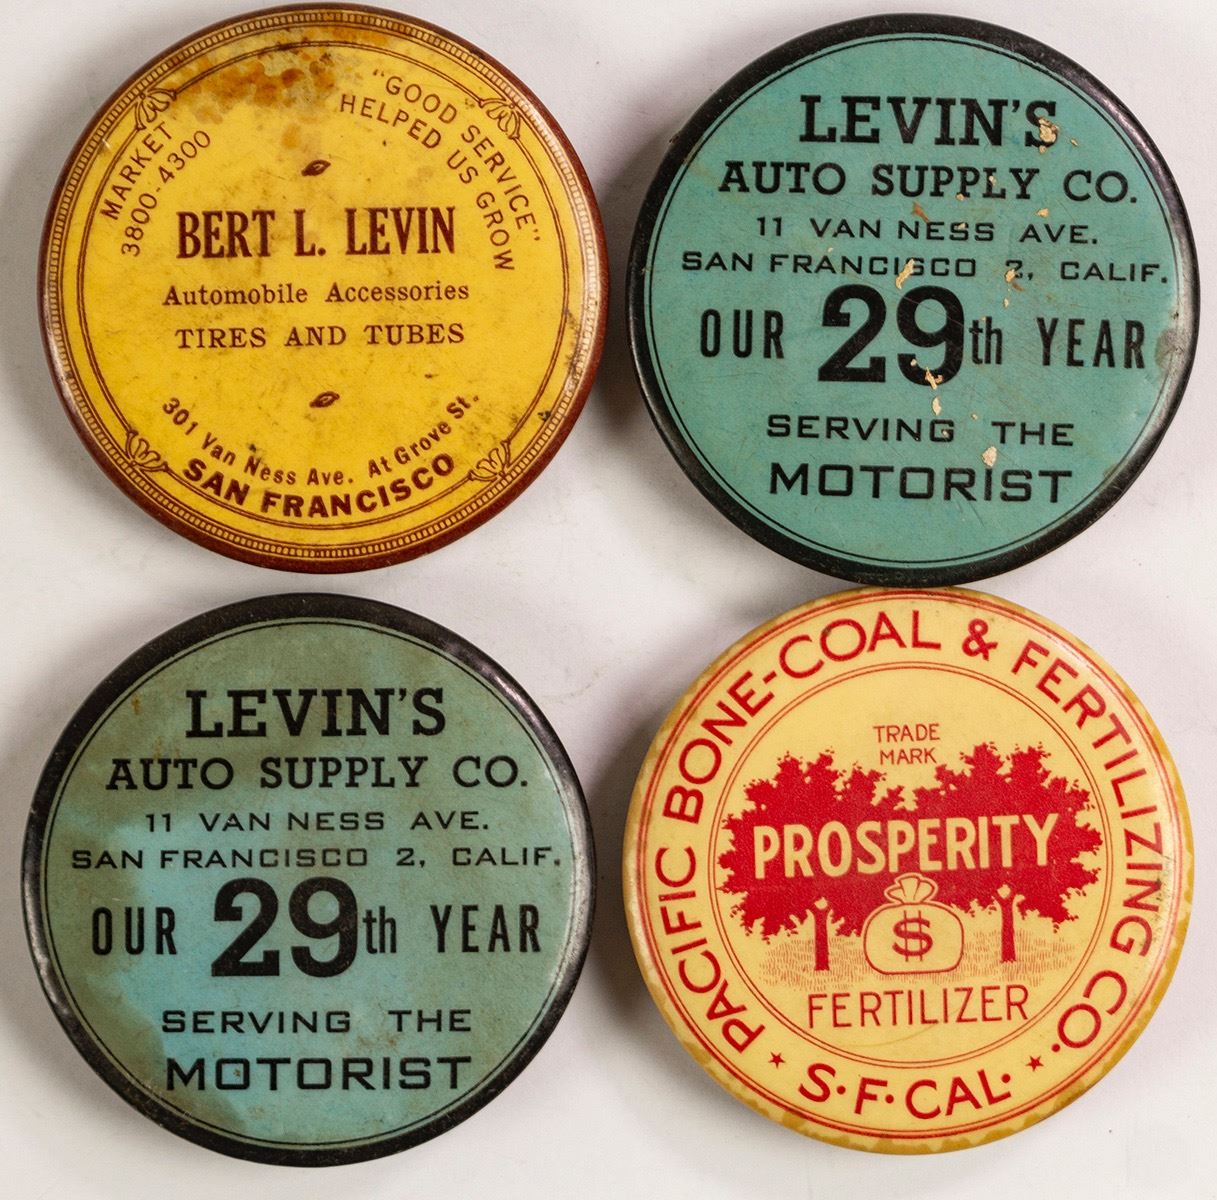 MARKET
3800-4300
"GOOD SERVICE"
HELPED US GROW
BERT L. LEVIN
Automobile Accessories
TIRES AND TUBES
301 Van Ness Ave. At Grove St.
SAN FRANCISCO
LEVIN'S
AUTO SUPPLY CO.
11 VAN NESS AVE.
SAN FRANCISCO 2, CALIF.
OUR 29th YEAR
SERVING THE
MOTORIST
LEVIN'S
AUTO SUPPLY CO.
11 VAN NESS AVE.
SAN FRANCISCO 2, CALIF.
OUR 29th YEAR
SERVING THE
MOTORIST
PACIFIC BONE-COAL & FERTILIZING CO.
TRADE
MARK
PROSPERITY
$
FERTILIZER
S.F.CAL.